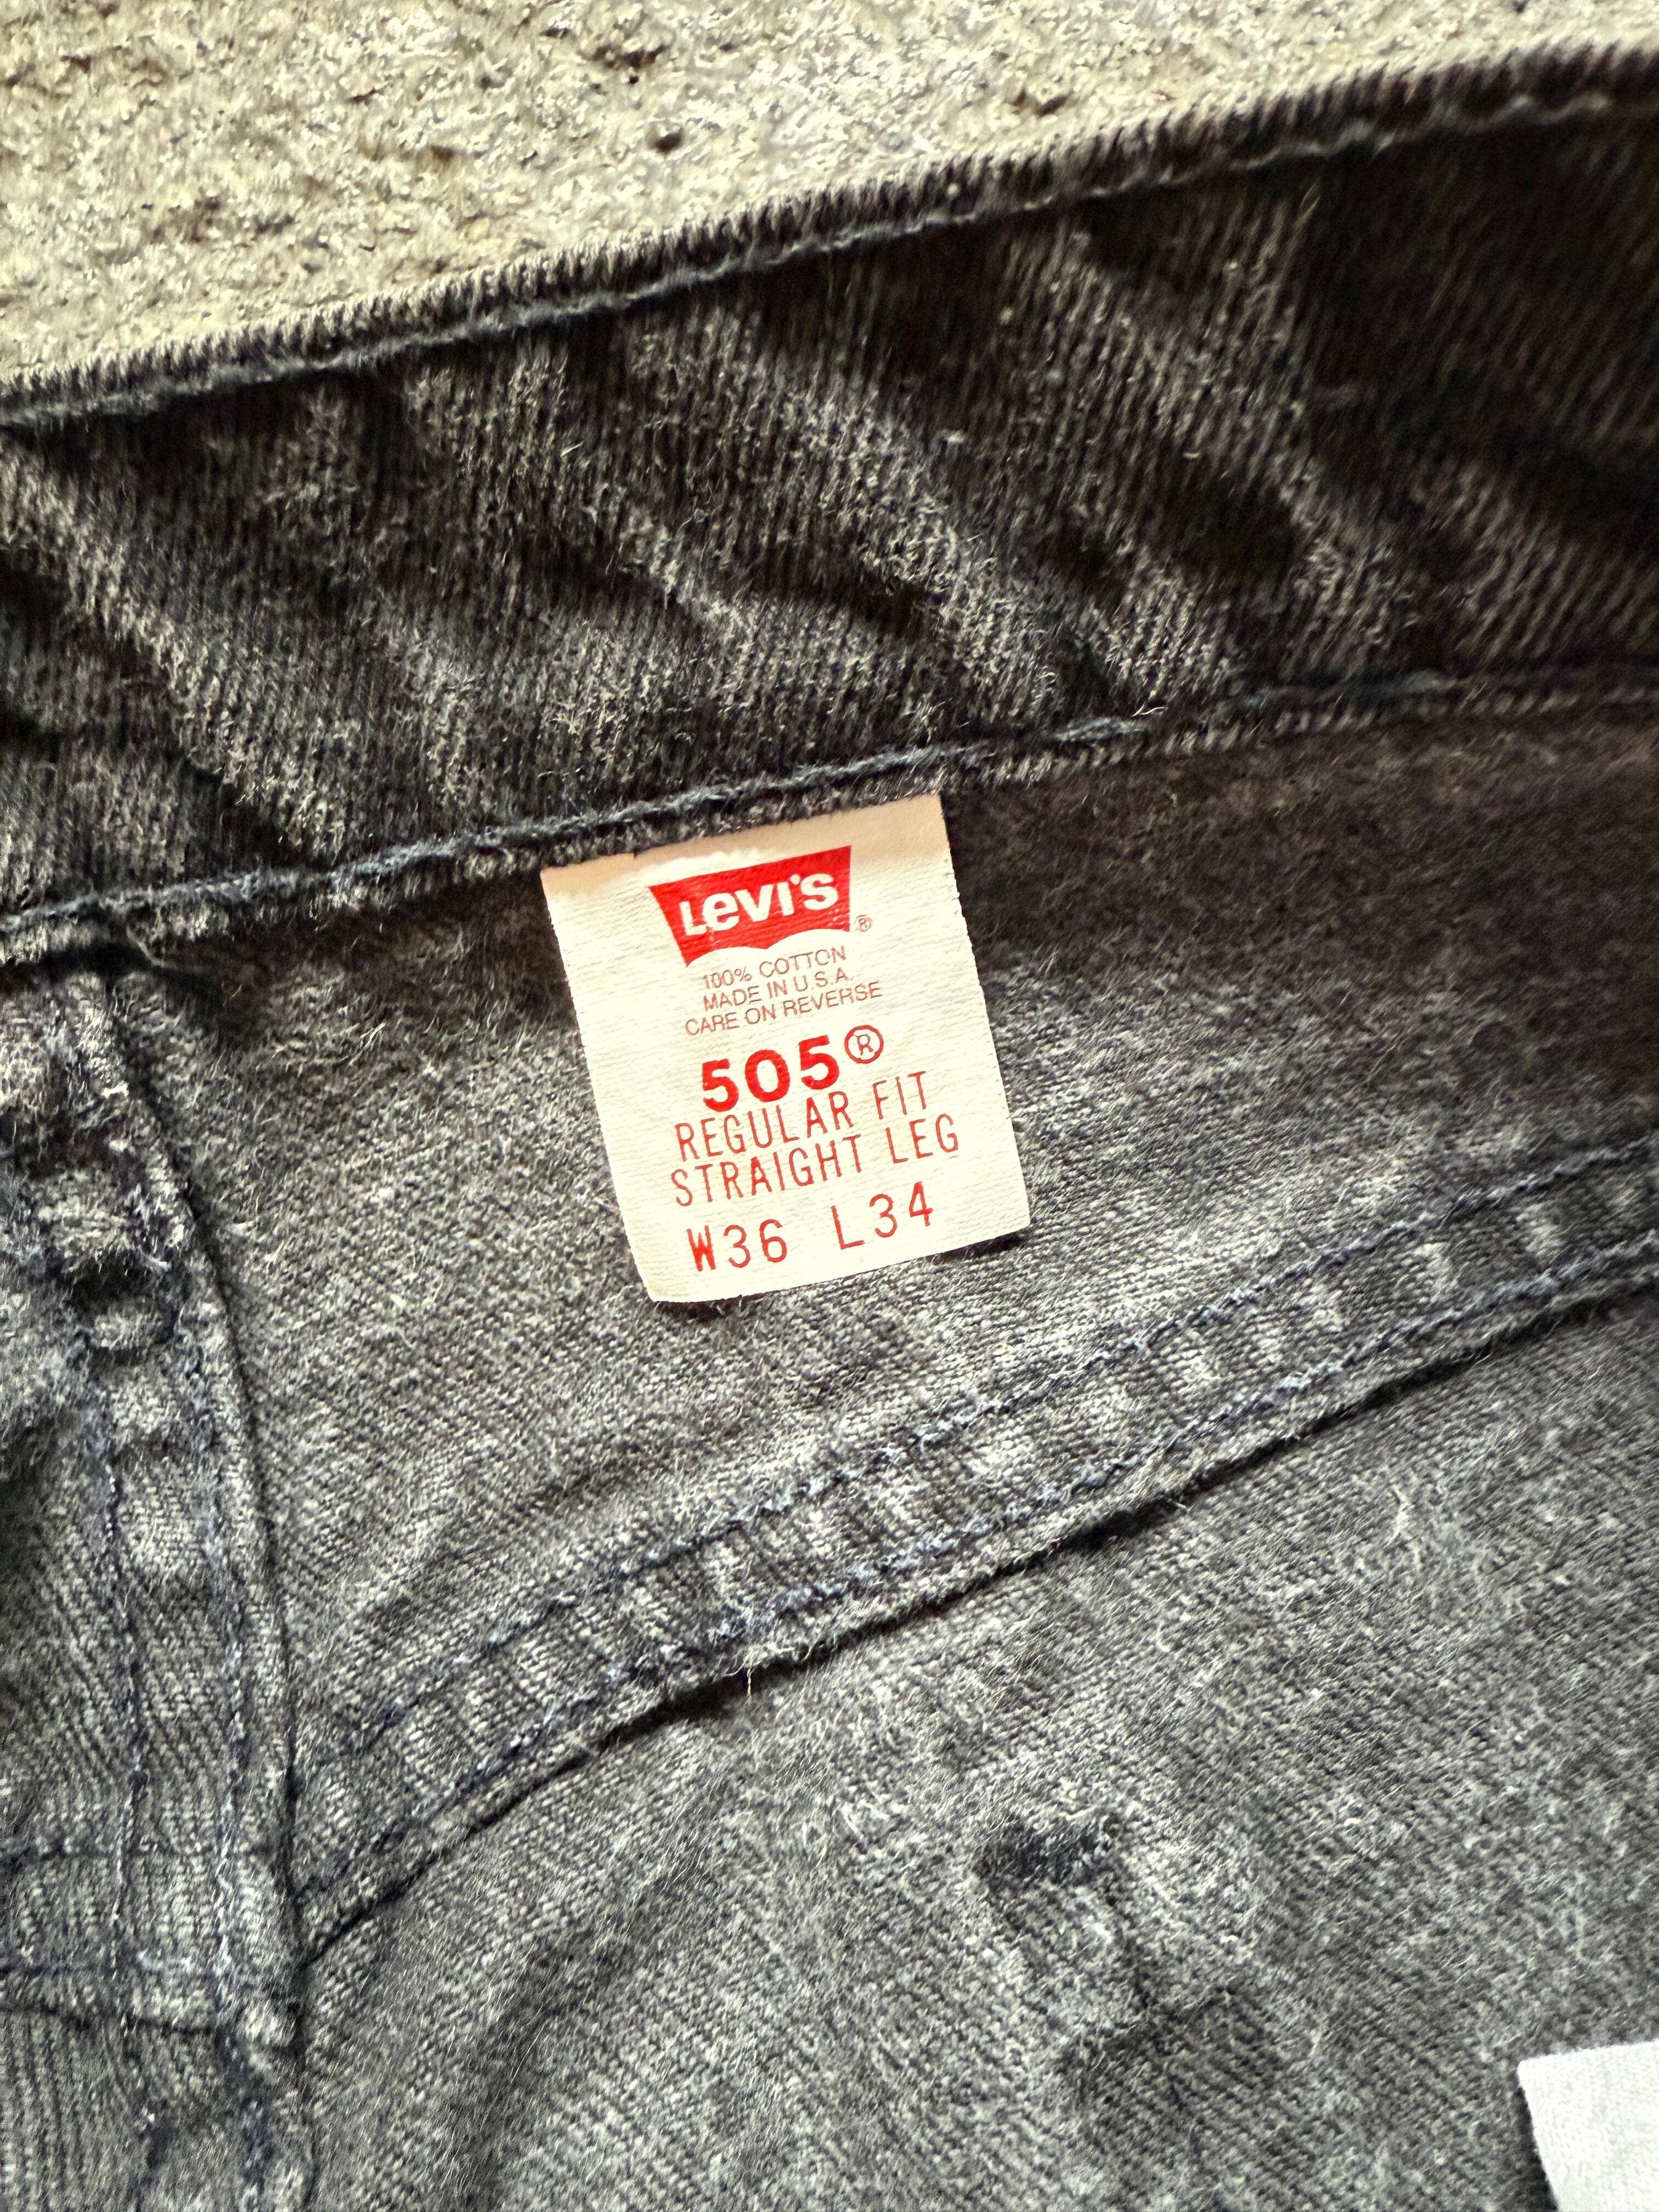 Levi's ®
100% COTTON
MADE IN U.S.A.
CARE ON REVERSE
505®
REGULAR FIT
STRAIGHT LEG
W36 L34